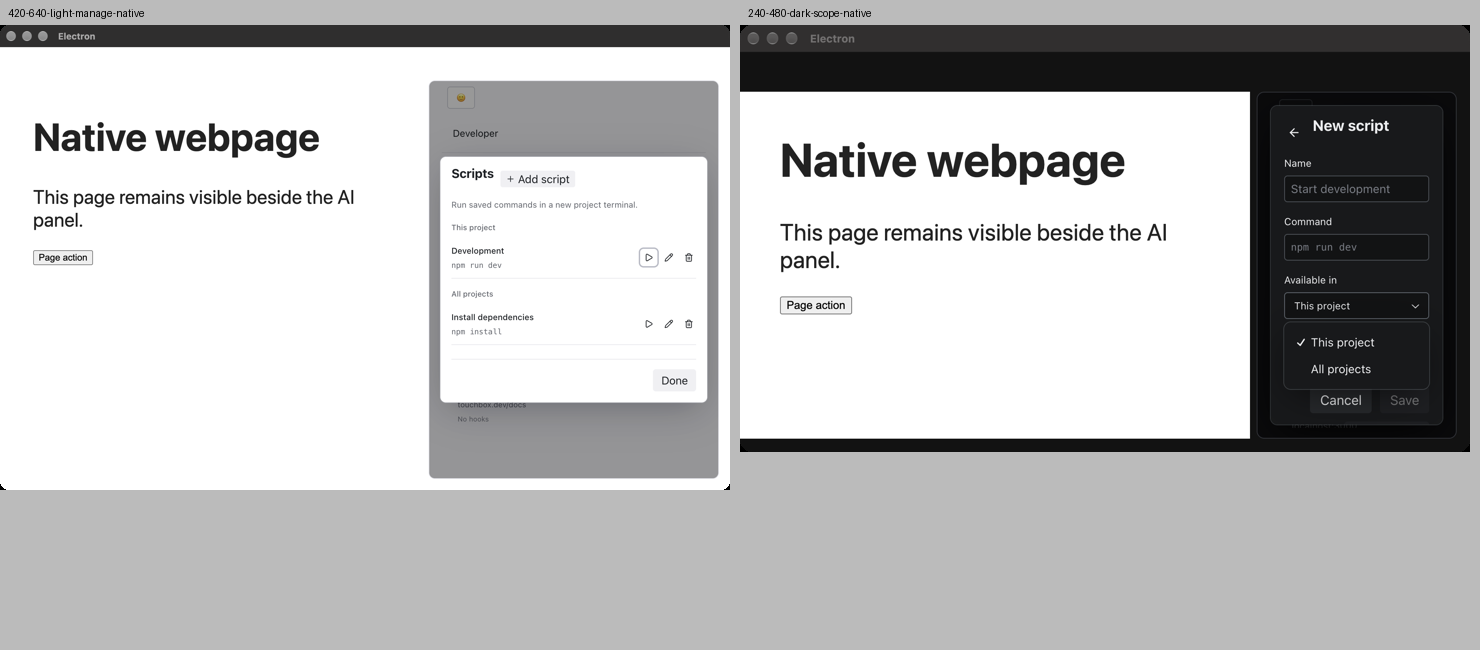 420-640-light-manage-native
Electron
Native webpage
This page remains visible beside the AI
panel.
Page action
Developer
Scripts
+ Add script
Run saved commands in a new project terminal.
This project
Development
npm run dev
All projects
Install dependencies
npm install
Done
touchbox.dev/docs
No hooks
240-480-dark-scope-native
Electron
Native webpage
This page remains visible beside the AI
panel.
Page action
New script
Name
Start development
Command
npm run dev
Available in
This project
This project
All projects
Cancel
Save